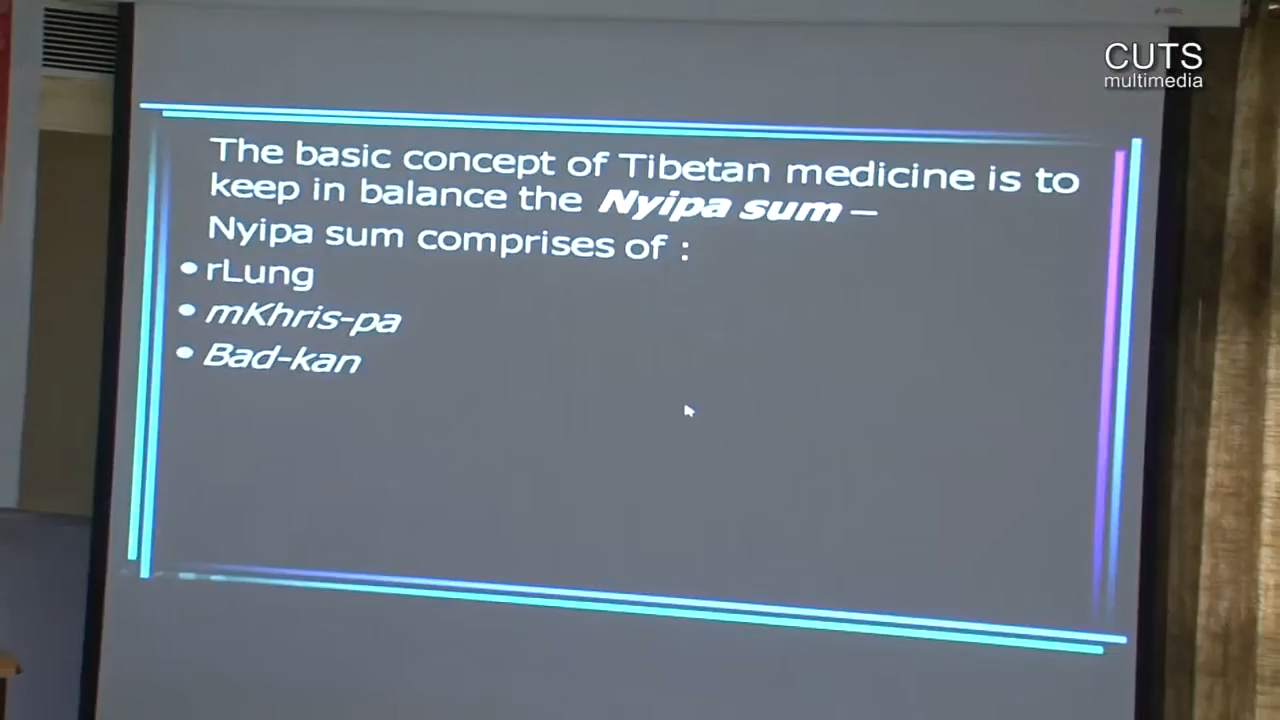 CUTS
multimedia
The basic concept of Tibetan medicine is to
keep in balance the Nyipa sum –
Nyipa sum comprises of :
• rLung
• mKhris-pa
• Bad-kan